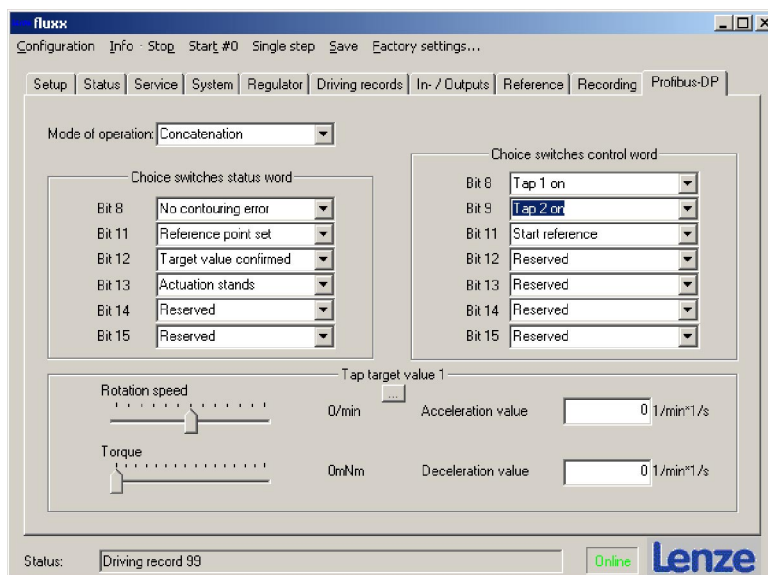 fluxx
Configuration Info Stop Start #0 Single step Save Factory settings...
Setup Status Service System Regulator Driving records In- / Outputs Reference Recording Profibus-DP
Mode of operation: Concatenation
Choice switches status word
Bit 8 No contouring error
Bit 11 Reference point set
Bit 12 Target value confirmed
Bit 13 Actuation stands
Bit 14 Reserved
Bit 15 Reserved
Choice switches control word
Bit 8 Tap 1 on
Bit 9 Tap 2 on
Bit 11 Start reference
Bit 12 Reserved
Bit 13 Reserved
Bit 14 Reserved
Bit 15 Reserved
Tap target value 1
...
Rotation speed
0/min Acceleration value 0 1/min*1/s
Torque
0mNm Deceleration value 0 1/min*1/s
Status: Driving record 99 Online Lenze